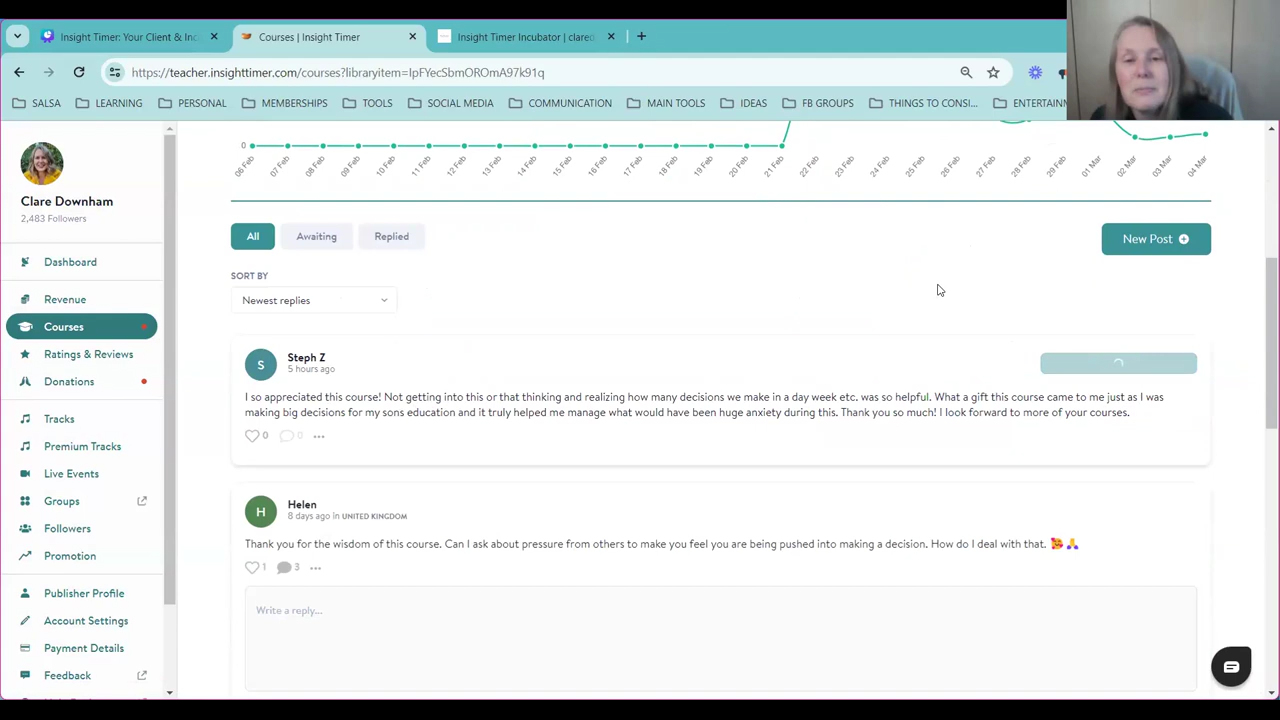 Insight Timer: Your Client & Inc
Courses | Insight Timer
Insight Timer Incubator | clared
https://teacher.insighttimer.com/courses?libraryitem=IpFYecSbmOROmA97k91q
SALSA
LEARNING
PERSONAL
MEMBERSHIPS
TOOLS
SOCIAL MEDIA
COMMUNICATION
MAIN TOOLS
IDEAS
FB GROUPS
THINGS TO CONSI...
ENTERTAINM
Clare Downham
2,483 Followers
Dashboard
Revenue
Courses
Ratings & Reviews
Donations
Tracks
Premium Tracks
Live Events
Groups
Followers
Promotion
Publisher Profile
Account Settings
Payment Details
Feedback
0
06 Feb 07 Feb 08 Feb 09 Feb 10 Feb 11 Feb 12 Feb 13 Feb 14 Feb 15 Feb 16 Feb 17 Feb 18 Feb 19 Feb 20 Feb 21 Feb 22 Feb 23 Feb 24 Feb 25 Feb 26 Feb 27 Feb 28 Feb 29 Feb 01 Mar 02 Mar 03 Mar 04 Mar
All Awaiting Replied
New Post
SORT BY
Newest replies
S
Steph Z
5 hours ago
I so appreciated this course! Not getting into this or that thinking and realizing how many decisions we make in a day week etc. was so helpful. What a gift this course came to me just as I was
making big decisions for my sons education and it truly helped me manage what would have been huge anxiety during this. Thank you so much! I look forward to more of your courses.
0 0 ...
H
Helen
8 days ago in UNITED KINGDOM
Thank you for the wisdom of this course. Can I ask about pressure from others to make you feel you are being pushed into making a decision. How do I deal with that. 🥰 🙏
1 3 ...
Write a reply...